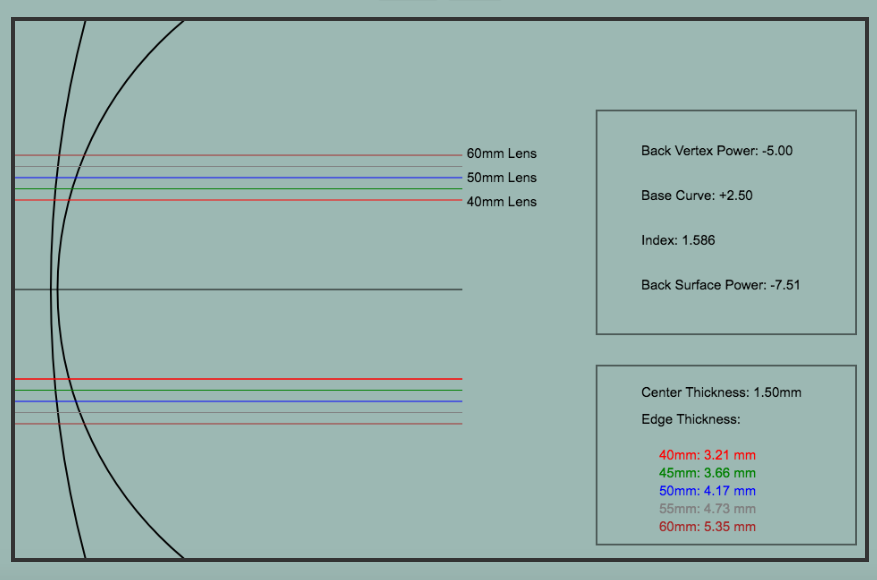 60mm Lens
50mm Lens
40mm Lens
Back Vertex Power: -5.00
Base Curve: +2.50
Index: 1.586
Back Surface Power: -7.51
Center Thickness: 1.50mm
Edge Thickness:
40mm: 3.21 mm
45mm: 3.66 mm
50mm: 4.17 mm
55mm: 4.73 mm
60mm: 5.35 mm